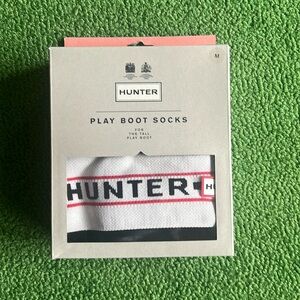 M
HUNTER
PLAY BOOT SOCKS
FOR
THE TALL
PLAY BOOT
HUNTER